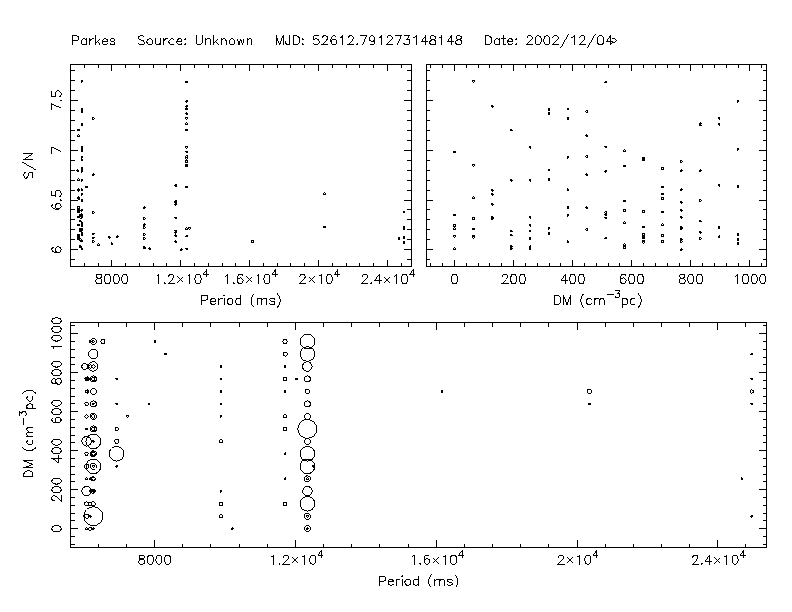 Parkes Source: Unknown MJD: 52612.791273148148 Date: 2002/12/04>
7.5
7
6.5
6
S/N
8000 1.2×10⁴ 1.6×10⁴ 2×10⁴ 2.4×10⁴
Period (ms)
0 200 400 600 800 1000
DM (cm⁻³pc)
1000
800
600
400
200
0
DM (cm⁻³pc)
8000 1.2×10⁴ 1.6×10⁴ 2×10⁴ 2.4×10⁴
Period (ms)